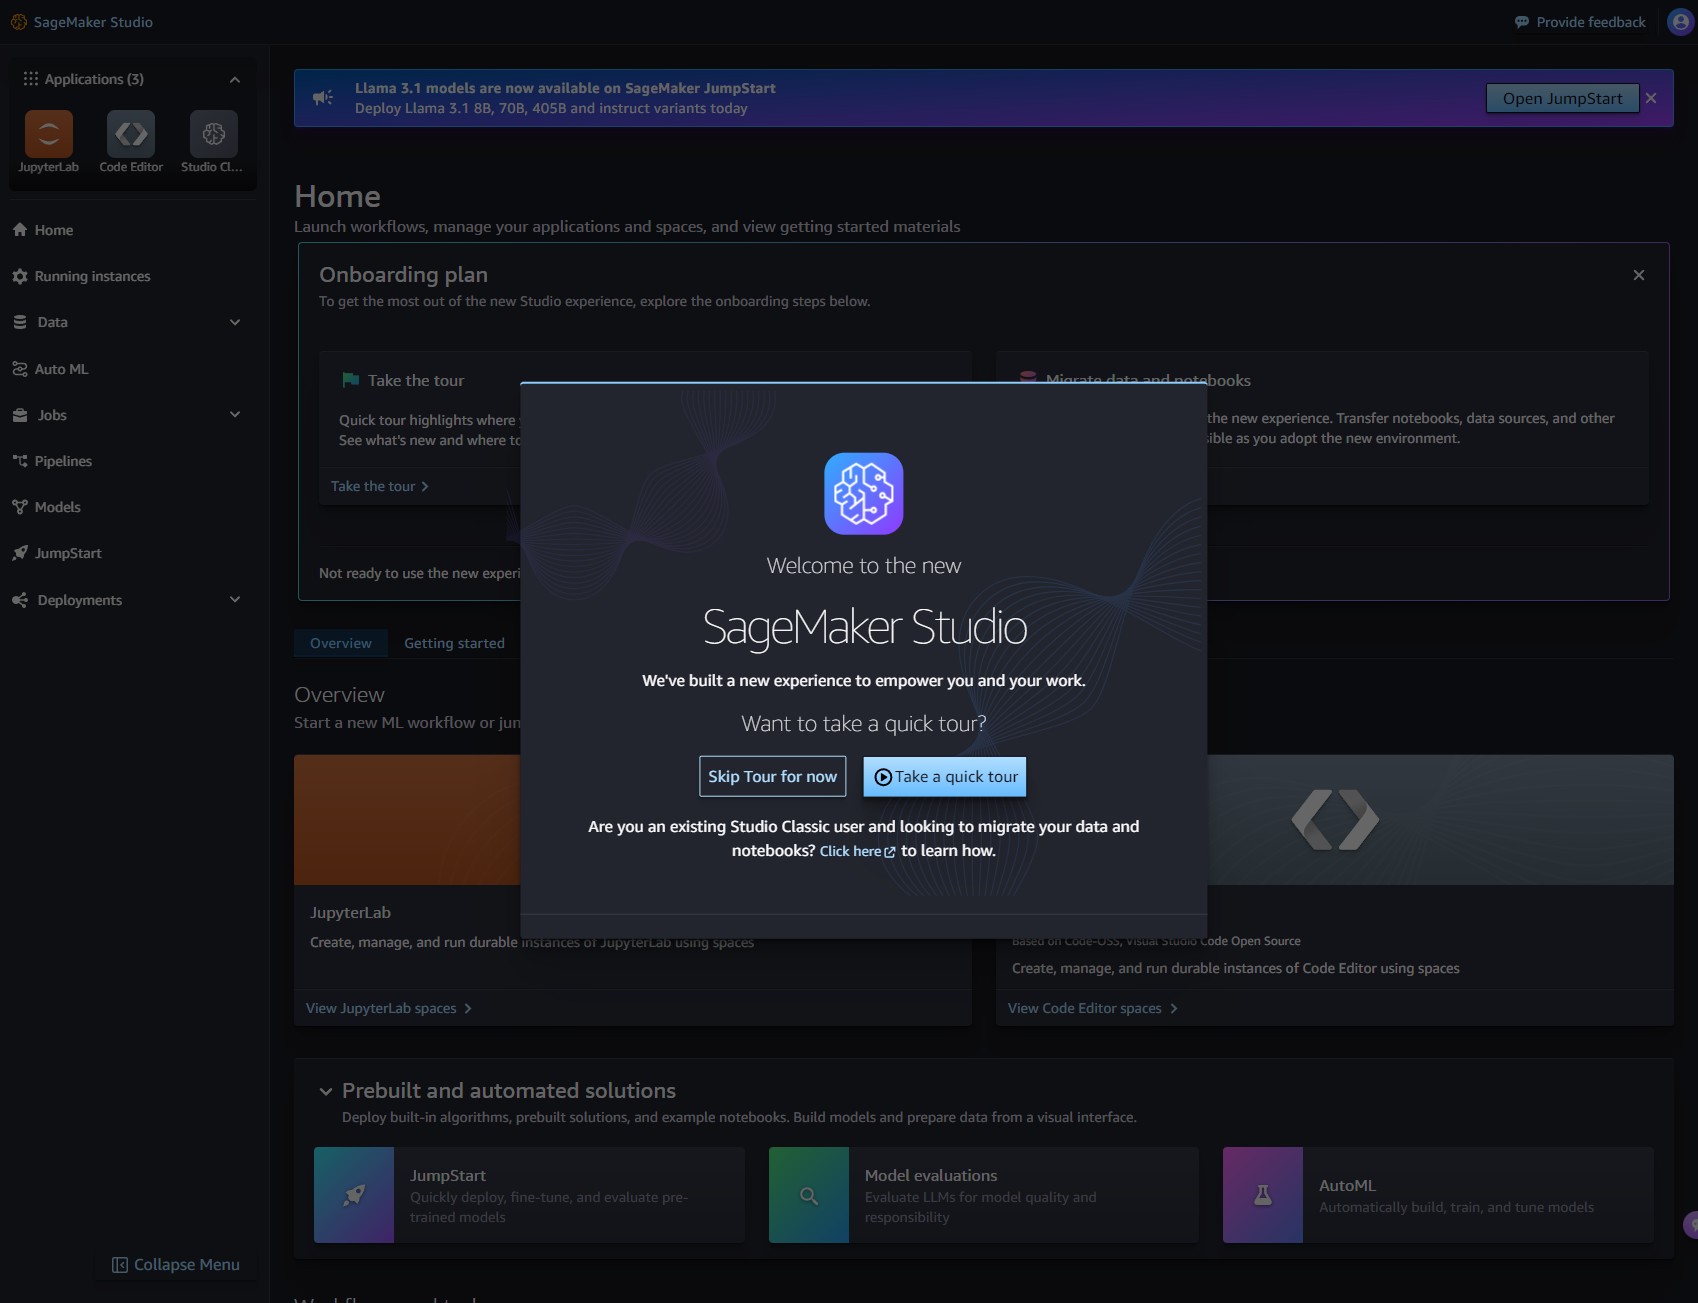 SageMaker Studio
Provide feedback
Applications (3)
JupyterLab
Code Editor
Studio Cl...
Home
Running instances
Data
Auto ML
Jobs
Pipelines
Models
JumpStart
Deployments
Collapse Menu
Llama 3.1 models are now available on SageMaker JumpStart
Deploy Llama 3.1 8B, 70B, 405B and instruct variants today
Open JumpStart
Home
Launch workflows, manage your applications and spaces, and view getting started materials
Onboarding plan
To get the most out of the new Studio experience, explore the onboarding steps below.
Take the tour
Quick tour highlights where
See what's new and where to
Take the tour
Migrate data and notebooks
the new experience. Transfer notebooks, data sources, and other
as you adopt the new environment.
Not ready to use the new
Welcome to the new
SageMaker Studio
We've built a new experience to empower you and your work.
Want to take a quick tour?
Skip Tour for now
Take a quick tour
Are you an existing Studio Classic user and looking to migrate your data and
notebooks? Click here to learn how.
Overview
Getting started
Overview
Start a new ML workflow or
JupyterLab
Create, manage, and run durable instances of JupyterLab using spaces
View JupyterLab spaces
Based on Code-OSS, Visual Studio Code Open Source
Create, manage, and run durable instances of Code Editor using spaces
View Code Editor spaces
Prebuilt and automated solutions
Deploy built-in algorithms, prebuilt solutions, and example notebooks. Build models and prepare data from a visual interface.
JumpStart
Quickly deploy, fine-tune, and evaluate pre-
trained models
Model evaluations
Evaluate LLMs for model quality and
responsibility
AutoML
Automatically build, train, and tune models